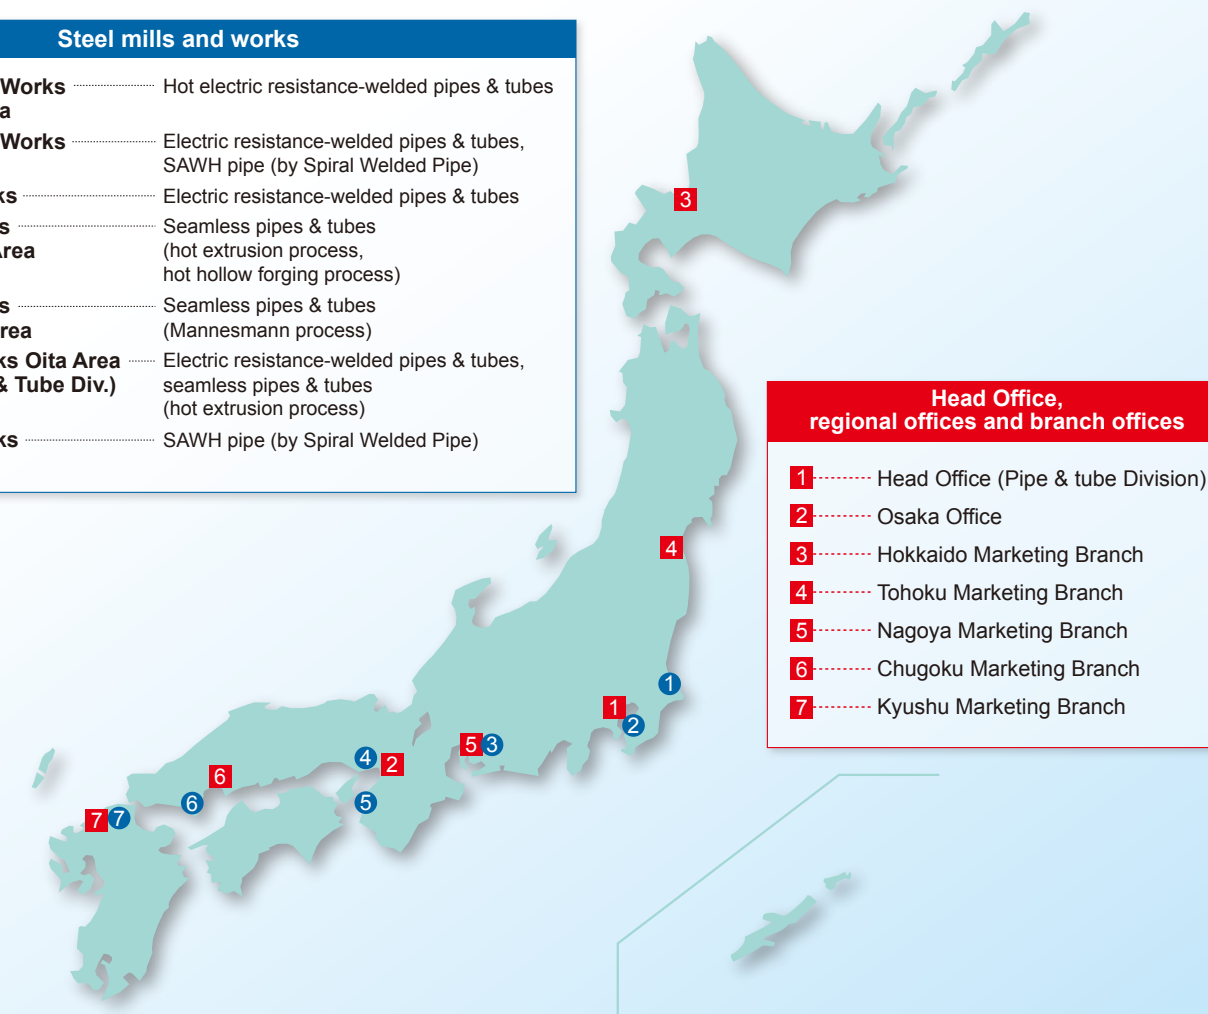 Steel mills and works
Works Hot electric resistance-welded pipes & tubes
Works Electric resistance-welded pipes & tubes,
SAWH pipe (by Spiral Welded Pipe)
Electric resistance-welded pipes & tubes
Seamless pipes & tubes
(hot extrusion process,
hot hollow forging process)
Seamless pipes & tubes
(Mannesmann process)
Oita Area Electric resistance-welded pipes & tubes,
& Tube Div.) seamless pipes & tubes
(hot extrusion process)
SAWH pipe (by Spiral Welded Pipe)
3
4
1
1
2
5 3
4 2
6
6 5
7 7
Head Office,
regional offices and branch offices
1 Head Office (Pipe & tube Division)
2 Osaka Office
3 Hokkaido Marketing Branch
4 Tohoku Marketing Branch
5 Nagoya Marketing Branch
6 Chugoku Marketing Branch
7 Kyushu Marketing Branch